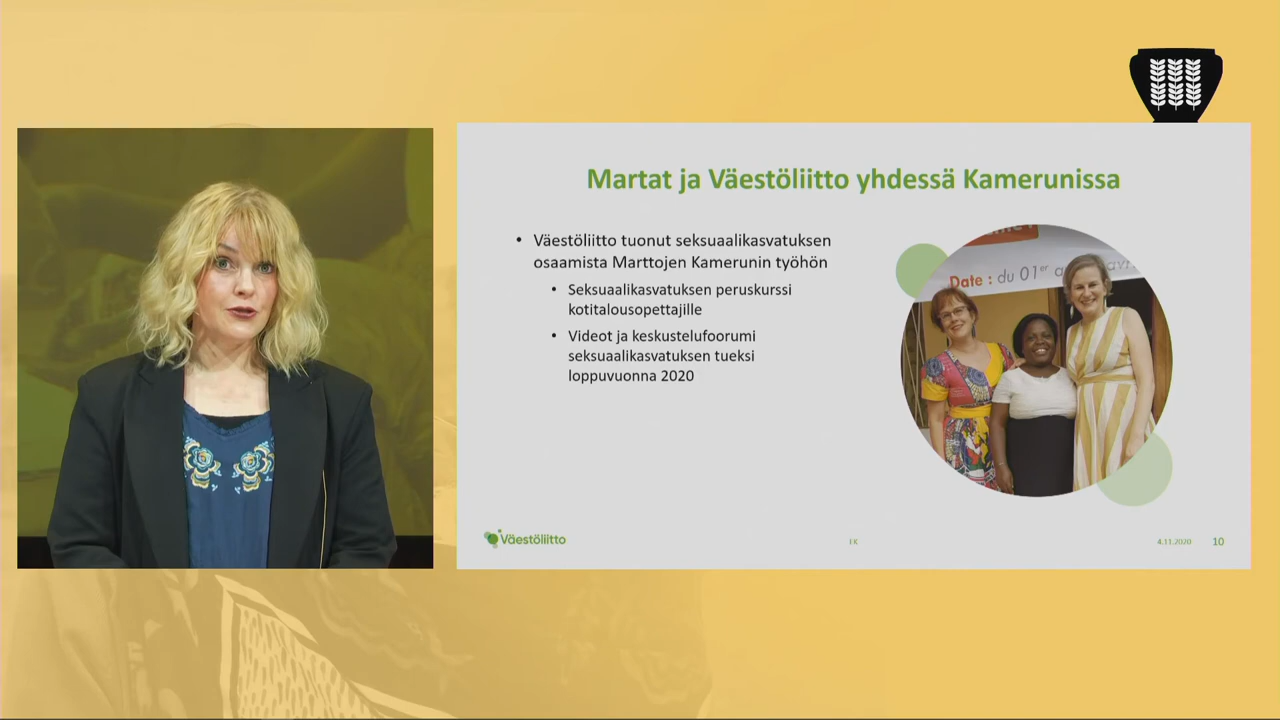 Martat ja Väestöliitto yhdessä Kamerunissa
• Väestöliitto tuonut seksuaalikasvatuksen
osaamista Marttojen Kamerunin työhön
• Seksuaalikasvatuksen peruskurssi
kotitalousopettajille
• Videot ja keskustelufoorumi
seksuaalikasvatuksen tueksi
loppuvuonna 2020
Date : du 01er
Väestöliitto
4.11.2020
10